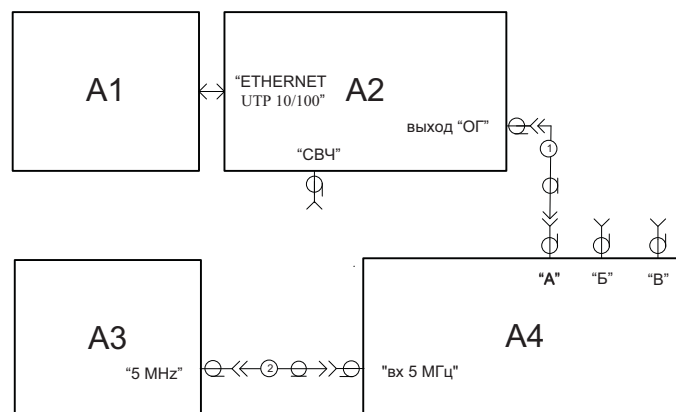 A1
A2
“ETHERNET
UTP 10/100”
выход “ОГ”
“СВЧ”
1
“А”
“Б”
“В”
A3
A4
“5 MHz”
2
"вх 5 МГц"